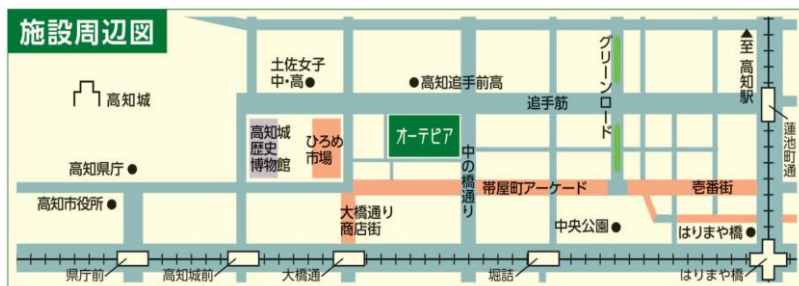 施設周辺図
土佐女子
中・高●
●高知追手前高
グリーンロード
▲至 高知駅
高知城
追手筋
蓮池町通
高知城
歴史
博物館
ひろめ
市場
オーテピア
中の橋通り
高知県庁●
帯屋町アーケード
壱番街
高知市役所●
大橋通り
商店街
中央公園●
はりまや橋●
県庁前
高知城前
大橋通
堀詰
はりまや橋